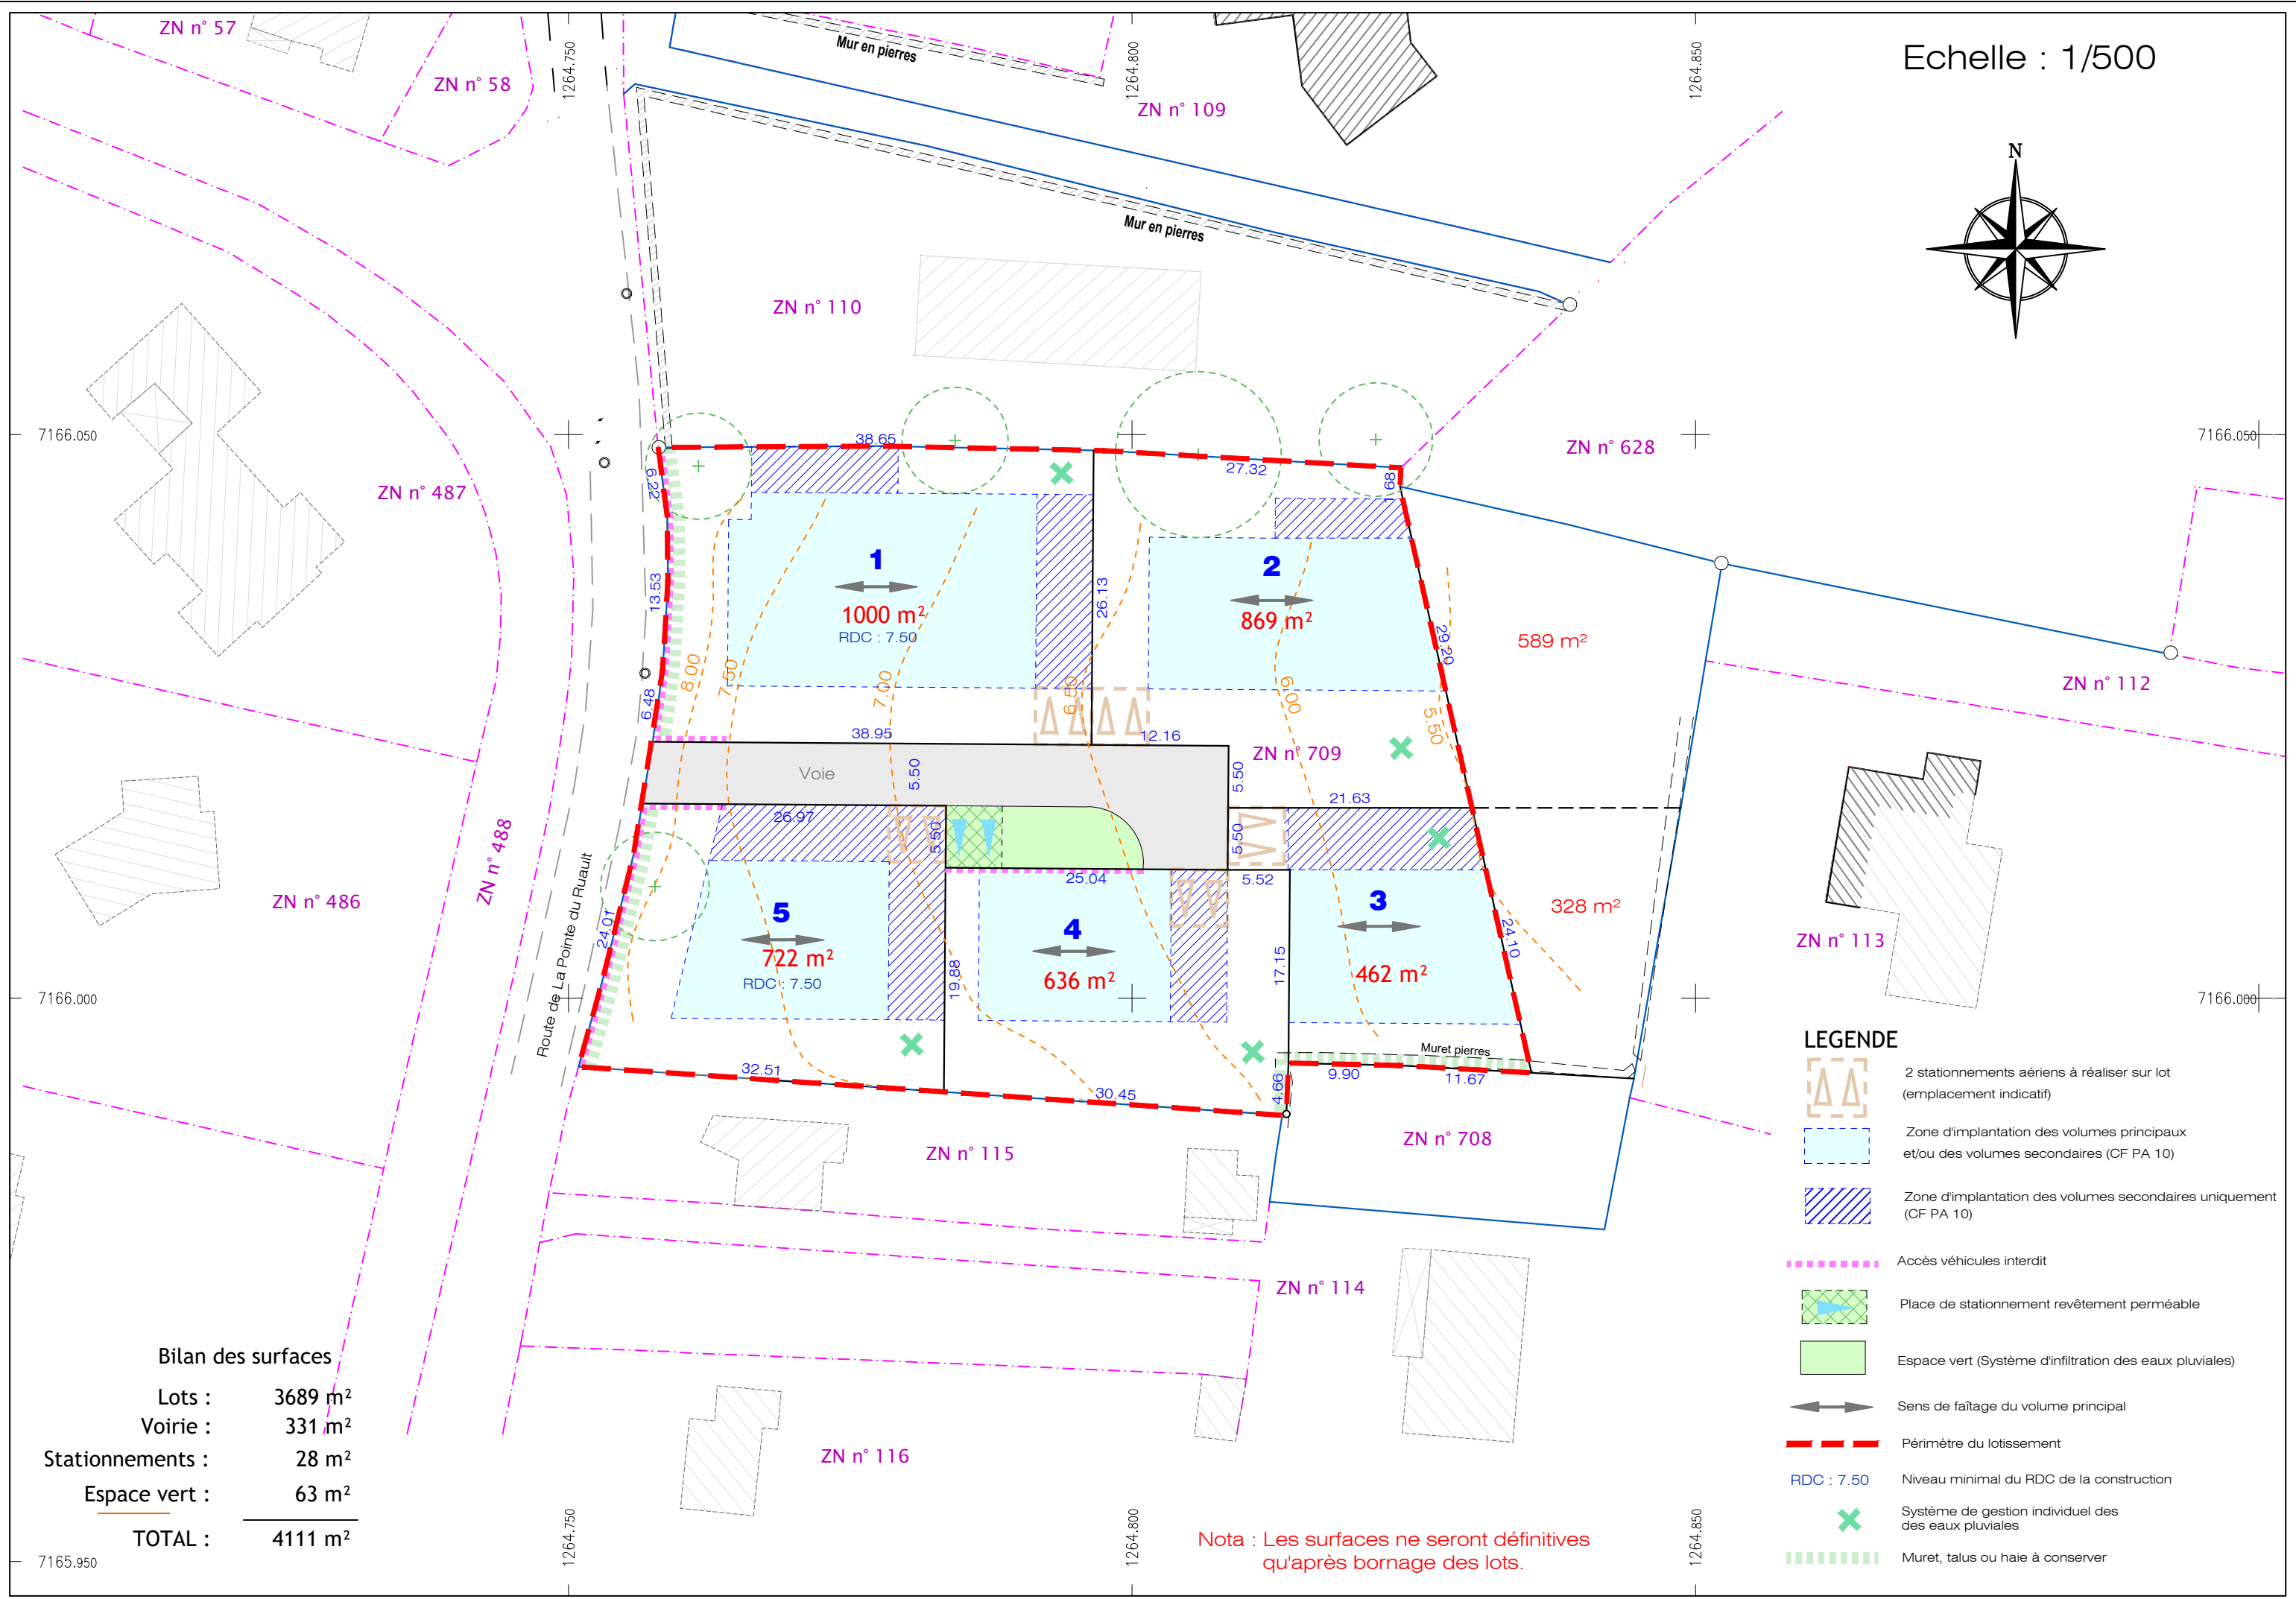 ZN n° 57
ZN n° 58
1264.750
Mur en pierres
1264.800
ZN n° 109
1264.850
Echelle : 1/500
N
Mur en pierres
ZN n° 110
7166.050
ZN n° 487
38.65
27.32
1.68
ZN n° 628
7166.050
9.22
13.53
6.48
1
1000 m²
RDC : 7.50
26.13
2
869 m²
29.20
589 m²
ZN n° 112
8.00
7.50
7.00
6.50
6.00
5.50
38.95
12.16
ZN n° 709
Voie
5.50
5.50
26.97
5.50
5.50
21.63
ZN n° 488
Route de La Pointe du Ruault
ZN n° 486
24.01
25.04
5.52
5
722 m²
RDC : 7.50
19.88
4
636 m²
17.15
3
462 m²
24.10
328 m²
ZN n° 113
7166.000
7166.000
Muret pierres
32.51
30.45
4.66
9.90
11.67
ZN n° 115
ZN n° 708
ZN n° 114
ZN n° 116
LEGENDE
2 stationnements aériens à réaliser sur lot
(emplacement indicatif)
Zone d'implantation des volumes principaux
et/ou des volumes secondaires (CF PA 10)
Zone d'implantation des volumes secondaires uniquement
(CF PA 10)
Accès véhicules interdit
Place de stationnement revêtement perméable
Espace vert (Système d'infiltration des eaux pluviales)
Sens de faîtage du volume principal
Périmètre du lotissement
RDC : 7.50 Niveau minimal du RDC de la construction
Système de gestion individuel des
des eaux pluviales
Muret, talus ou haie à conserver
Bilan des surfaces
Lots : 3689 m²
Voirie : 331 m²
Stationnements : 28 m²
Espace vert : 63 m²
TOTAL : 4111 m²
7165.950
1264.750
1264.800
1264.850
Nota : Les surfaces ne seront définitives
qu'après bornage des lots.